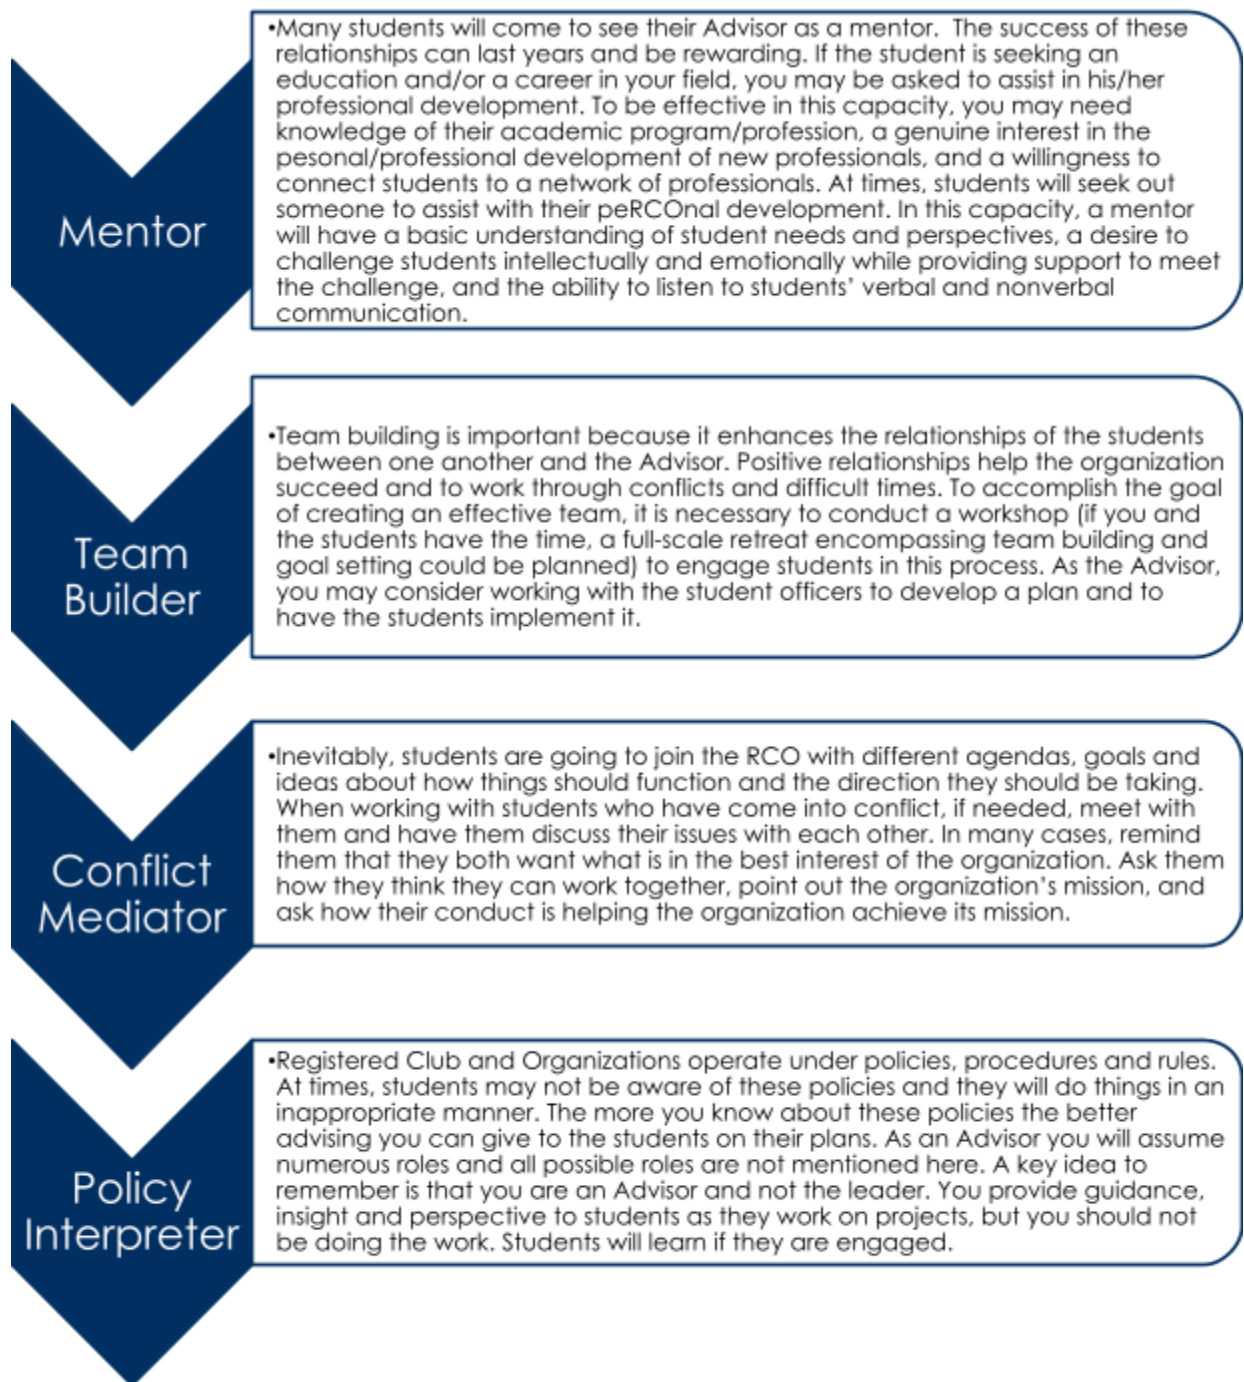 Mentor
•Many students will come to see their Advisor as a mentor.  The success of these
relationships can last years and be rewarding. If the student is seeking an
education and/or a career in your field, you may be asked to assist in his/her
professional development. To be effective in this capacity, you may need
knowledge of their academic program/profession, a genuine interest in the
pesonal/professional development of new professionals, and a willingness to
connect students to a network of professionals. At times, students will seek out
someone to assist with their peRCOnal development. In this capacity, a mentor
will have a basic understanding of student needs and perspectives, a desire to
challenge students intellectually and emotionally while providing support to meet
the challenge, and the ability to listen to students’ verbal and nonverbal
communication.
Team
Builder
•Team building is important because it enhances the relationships of the students
between one another and the Advisor. Positive relationships help the organization
succeed and to work through conflicts and difficult times. To accomplish the goal
of creating an effective team, it is necessary to conduct a workshop (if you and
the students have the time, a full-scale retreat encompassing team building and
goal setting could be planned) to engage students in this process. As the Advisor,
you may consider working with the student officers to develop a plan and to
have the students implement it.
Conflict
Mediator
•Inevitably, students are going to join the RCO with different agendas, goals and
ideas about how things should function and the direction they should be taking.
When working with students who have come into conflict, if needed, meet with
them and have them discuss their issues with each other. In many cases, remind
them that they both want what is in the best interest of the organization. Ask them
how they think they can work together, point out the organization’s mission, and
ask how their conduct is helping the organization achieve its mission.
Policy
Interpreter
•Registered Club and Organizations operate under policies, procedures and rules.
At times, students may not be aware of these policies and they will do things in an
inappropriate manner. The more you know about these policies the better
advising you can give to the students on their plans. As an Advisor you will assume
numerous roles and all possible roles are not mentioned here. A key idea to
remember is that you are an Advisor and not the leader. You provide guidance,
insight and perspective to students as they work on projects, but you should not
be doing the work. Students will learn if they are engaged.